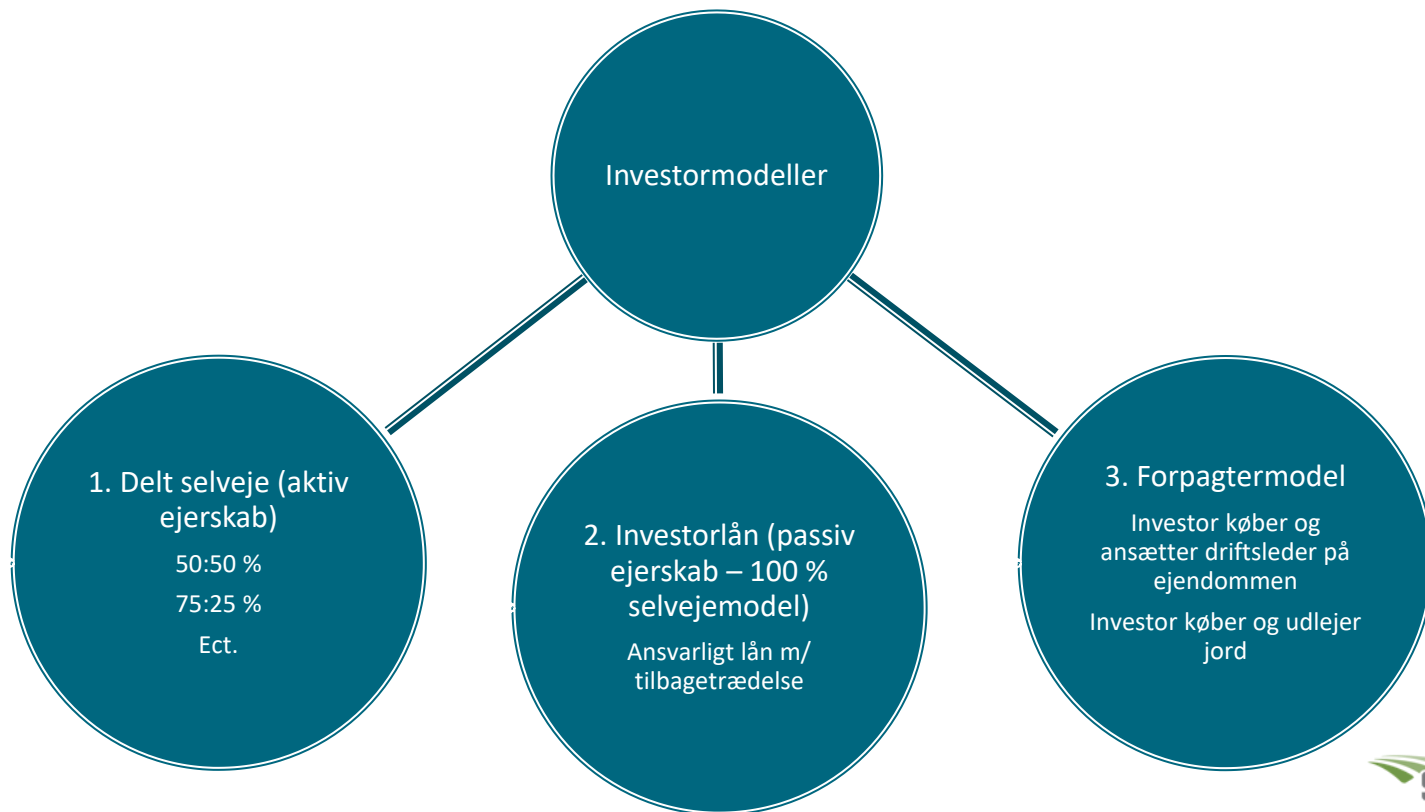 Investormodeller
1. Delt selveje (aktiv
ejerskab)
50:50 %
75:25 %
Ect.
2. Investorlån (passiv
ejerskab – 100 %
selvejemodel)
Ansvarligt lån m/
tilbagetrædelse
3. Forpagtermodel
Investor køber og
ansætter driftsleder på
ejendommen
Investor køber og udlejer
jord